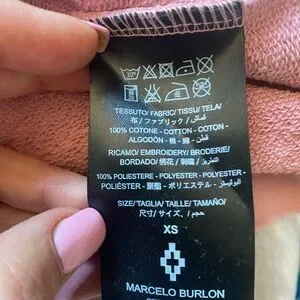 30°
TESSUTO/ FABRIC/ TISSU/ TELA/
布 / ファブリック / قماش
100% COTONE - COTTON - COTON -
ALGODÓN - 棉 - 綿 - قطن
RICAMO/ EMBROIDERY/ BRODERIE/
BORDADO/ 绣花 / 刺繍 / تطريز
100% POLIESTERE - POLYESTER - POLYESTER -
POLIÉSTER - 聚酯 - ポリエステル - البوليستر
SIZE/TAGLIA/ TAILLE/ TAMAÑO/
尺寸/ サイズ / حجم
XS
MARCELO BURLON